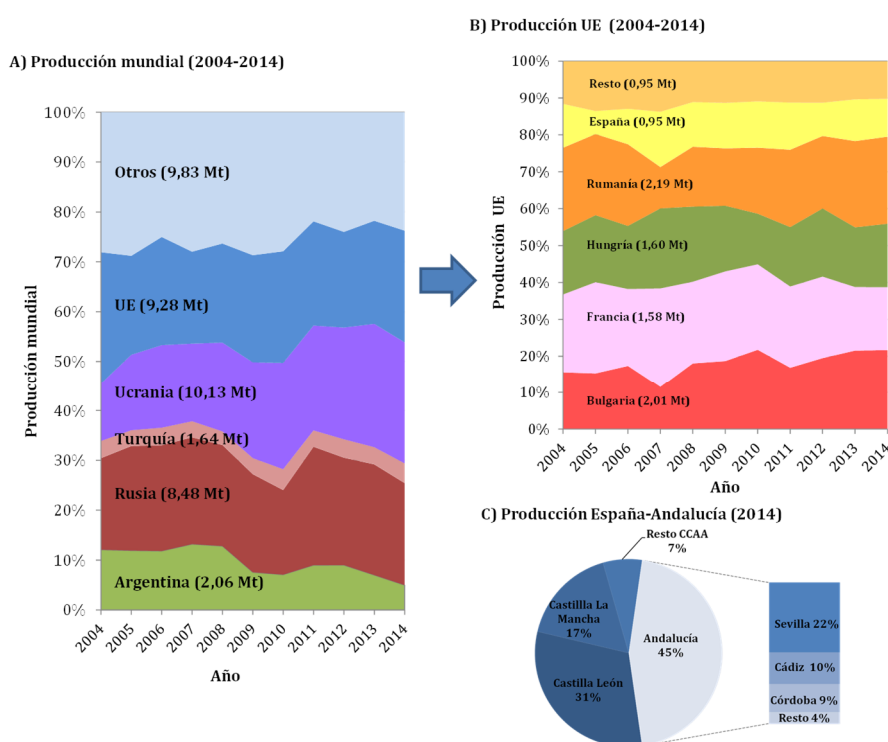 A) Producción mundial (2004-2014)
100%
90%
80%
70%
60%
50%
40%
30%
20%
10%
0%
Producción mundial
Otros (9,83 Mt)
UE (9,28 Mt)
Ucrania (10,13 Mt)
Turquía (1,64 Mt)
Rusia (8,48 Mt)
Argentina (2,06 Mt)
2004
2005
2006
2007
2008
2009
2010
2011
2012
2013
2014
Año
B) Producción UE (2004-2014)
100%
90%
80%
70%
60%
50%
40%
30%
20%
10%
0%
Producción UE
Resto (0,95 Mt)
España (0,95 Mt)
Rumanía (2,19 Mt)
Hungría (1,60 Mt)
Francia (1,58 Mt)
Bulgaria (2,01 Mt)
2004
2005
2006
2007
2008
2009
2010
2011
2012
2013
2014
Año
C) Producción España-Andalucía (2014)
Resto CCAA
7%
Castillla La
Mancha
17%
Andalucía
45%
Castilla León
31%
Sevilla 22%
Cádiz 10%
Córdoba 9%
Resto 4%